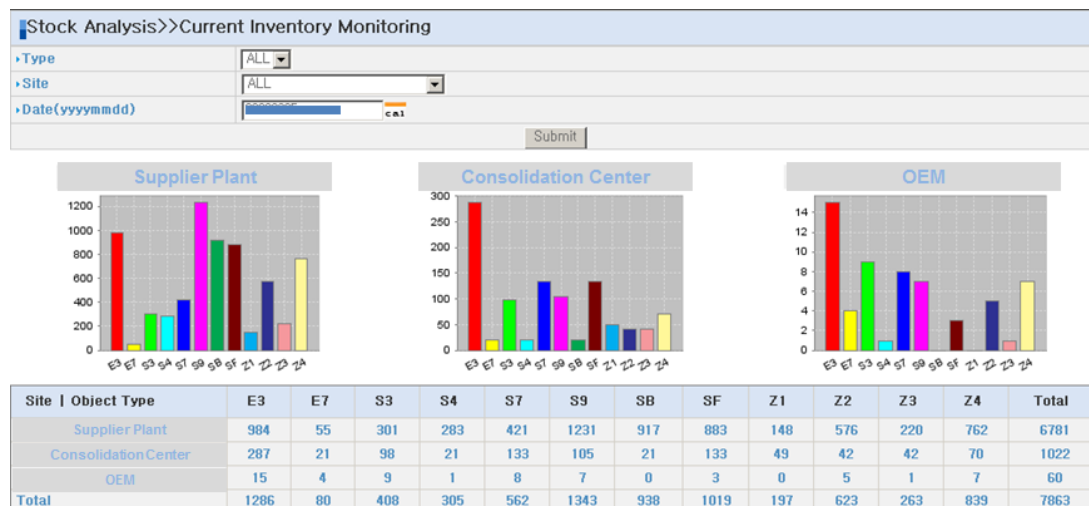 Stock Analysis>>Current Inventory Monitoring
Type ALL
Site ALL
Date(yyyymmdd) cal
Submit
Supplier Plant
1200
1000
800
600
400
200
0
E3 E7 S3 S4 S7 S9 SB SF Z1 Z2 Z3 Z4
Consolidation Center
300
250
200
150
100
50
0
E3 E7 S3 S4 S7 S9 SB SF Z1 Z2 Z3 Z4
OEM
14
12
10
8
6
4
2
0
E3 E7 S3 S4 S7 S9 SB SF Z1 Z2 Z3 Z4
Site | Object Type E3 E7 S3 S4 S7 S9 SB SF Z1 Z2 Z3 Z4 Total
Supplier Plant 984 55 301 283 421 1231 917 883 148 576 220 762 6781
Consolidation Center 287 21 98 21 133 105 21 133 49 42 42 70 1022
OEM 15 4 9 1 8 7 0 3 0 5 1 7 60
Total 1286 80 408 305 562 1343 938 1019 197 623 263 839 7863